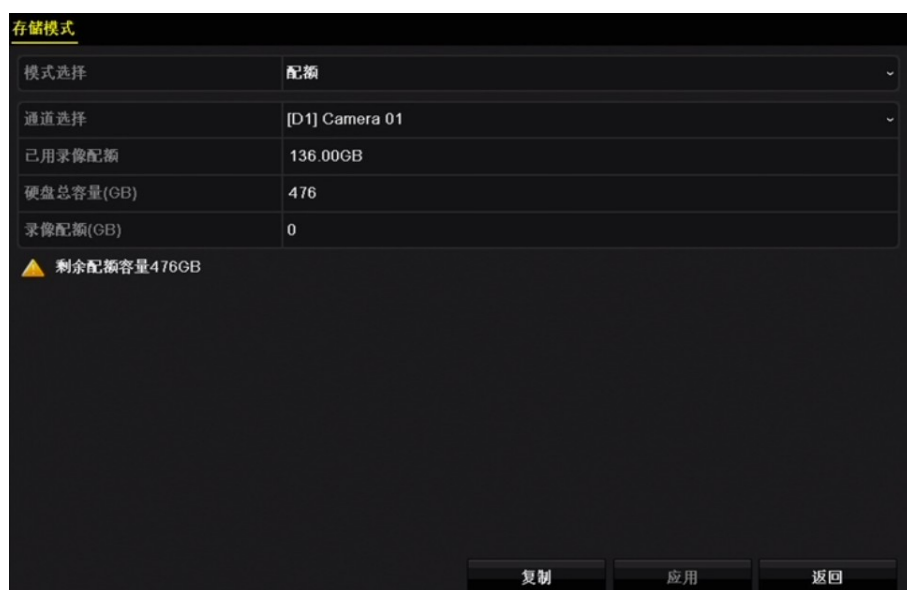 存储模式
模式选择 配额
通道选择 [D1] Camera 01
已用录像配额 136.00GB
硬盘总容量(GB) 476
录像配额(GB) 0
剩余配额容量476GB
复制 应用 返回